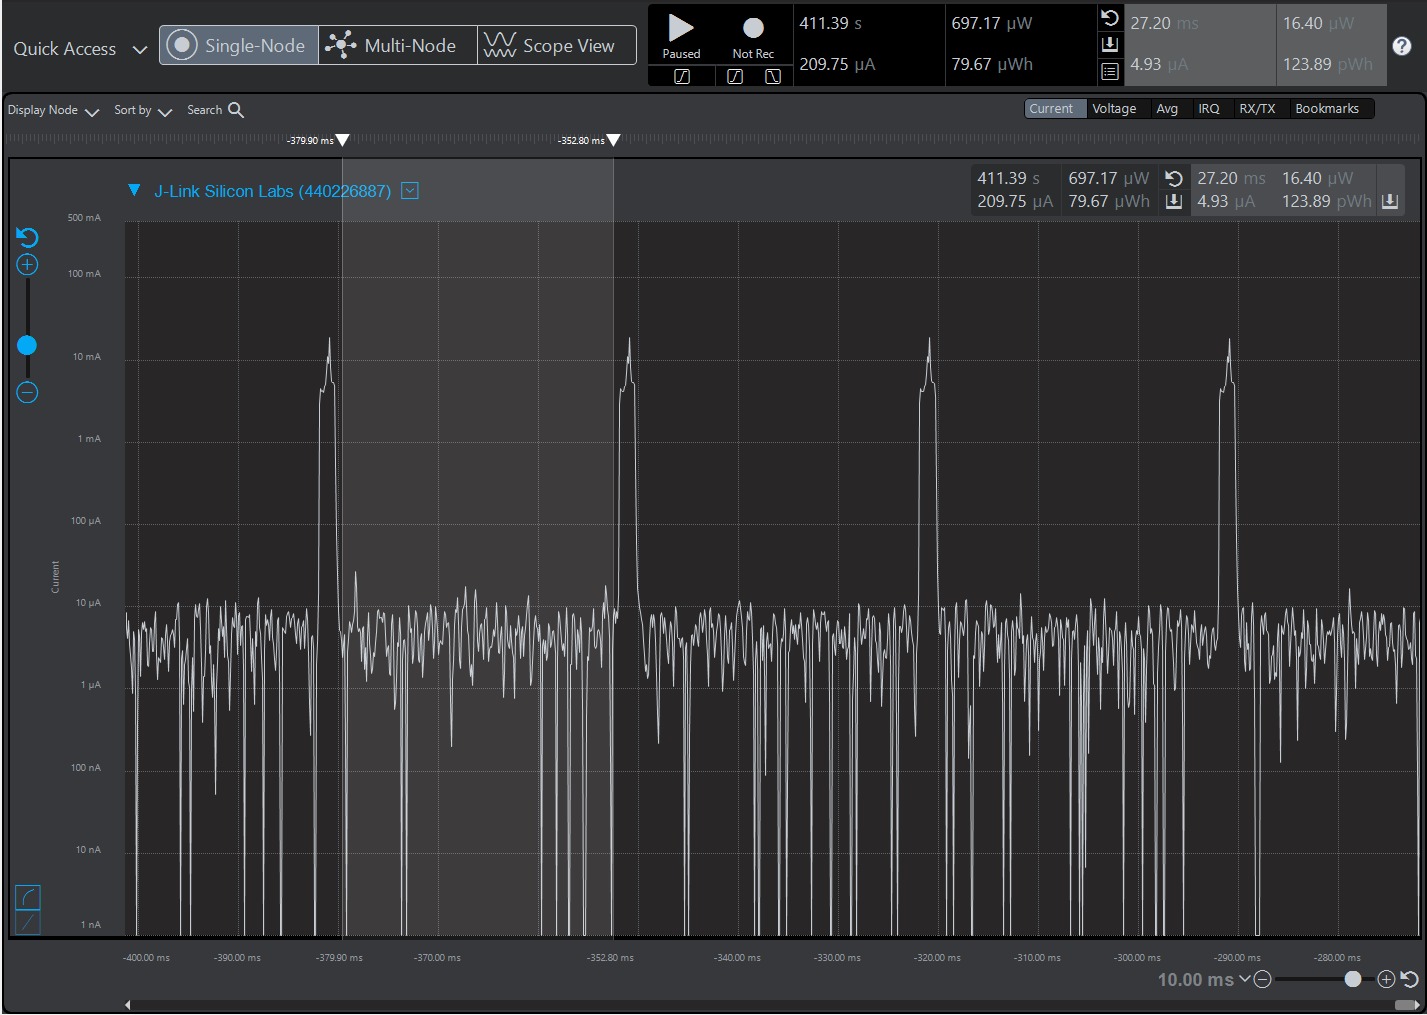 Quick Access
Single-Node
Multi-Node
Scope View
Paused
Not Rec
411.39 s
697.17 µW
209.75 µA
79.67 µWh
27.20 ms
16.40 µW
4.93 µA
123.89 pWh
?
Display Node
Sort by
Search
Current Voltage Avg IRQ RX/TX Bookmarks
-379.90 ms
-352.80 ms
J-Link Silicon Labs (440226887)
411.39 s 697.17 µW
209.75 µA 79.67 µWh
27.20 ms 16.40 µW
4.93 µA 123.89 pWh
500 mA
100 mA
10 mA
1 mA
100 µA
10 µA
1 µA
100 nA
10 nA
1 nA
Current
-400.00 ms -390.00 ms -379.90 ms -370.00 ms -352.80 ms -340.00 ms -330.00 ms -320.00 ms -310.00 ms -300.00 ms -290.00 ms -280.00 ms
10.00 ms